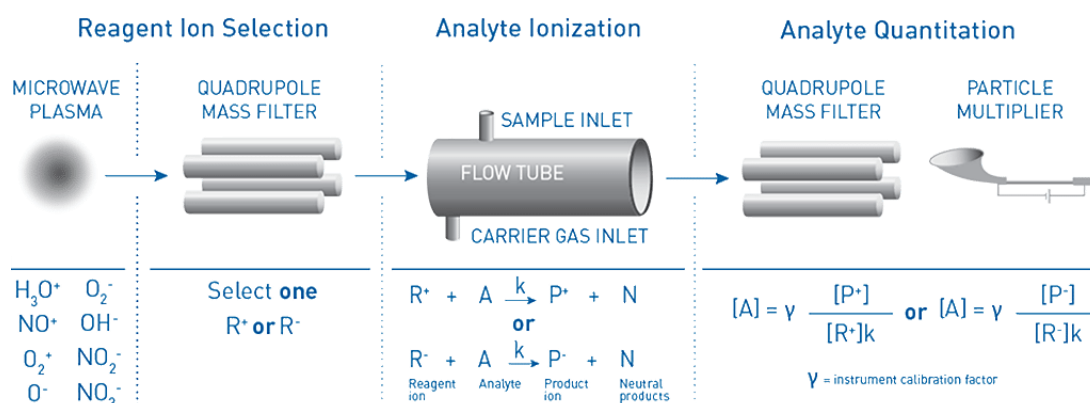 Reagent Ion Selection
Analyte Ionization
Analyte Quantitation
MICROWAVE
PLASMA
QUADRUPOLE
MASS FILTER
SAMPLE INLET
FLOW TUBE
CARRIER GAS INLET
QUADRUPOLE
MASS FILTER
PARTICLE
MULTIPLIER
H₃O⁺ O₂⁻
NO⁺ OH⁻
O₂⁺ NO₂⁻
O⁻ NO₃⁻
Select one
R⁺ or R⁻
R⁺ + A k→ P⁺ + N
or
R⁻ + A k→ P⁻ + N
Reagent ion Analyte Product ion Neutral products
[A] = γ [P⁺]/[R⁺]k or [A] = γ [P⁻]/[R⁻]k
γ = instrument calibration factor